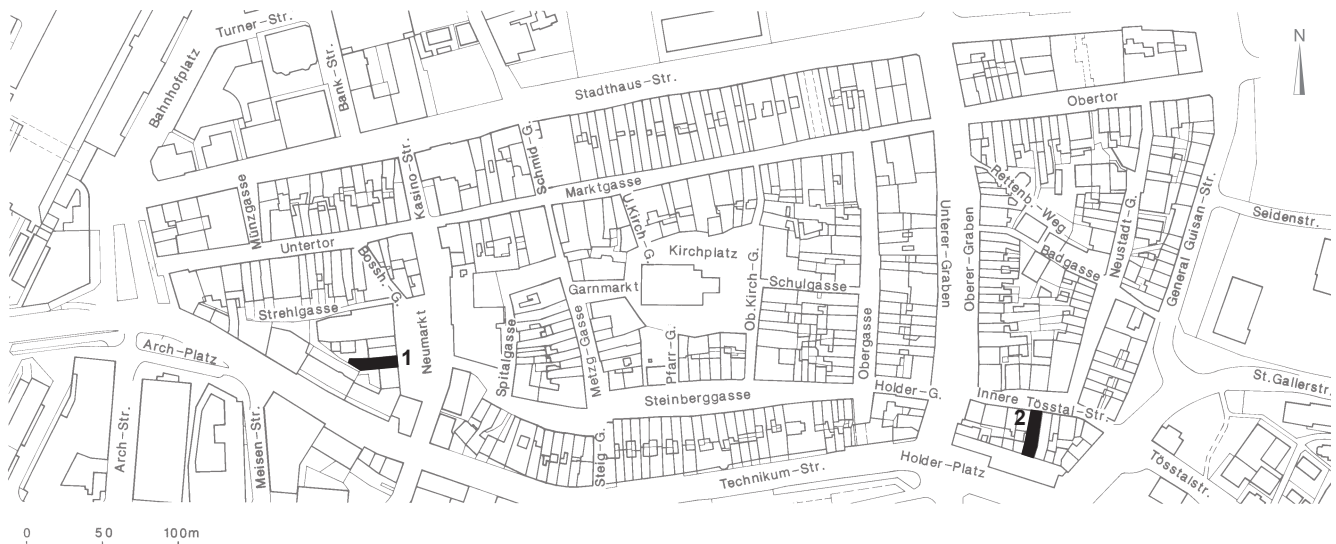 Turner-Str.
Bahnhofplatz
Bank-Str.
N
Stadthaus-Str.
Obertor
Kasino-Str.
Schmid-G.
Marktgasse
Münzgasse
Rettenb.-Weg
Neustadt-G.
General Guisan-Str.
Seidenstr.
Untertor
Bossh.-G.
U.Kirch-G.
Kirchplatz
Unterer-Graben
Oberer-Graben
Badgasse
Garnmarkt
Ob.Kirch-G.
Schulgasse
Strehlgasse
Neumarkt
Spitalgasse
Metzg-Gasse
Pfarr-G.
Obergasse
Arch-Platz
1
St.Gallerstr.
Steinberggasse
Holder-G.
Innere Tösstal-Str.
2
Arch-Str.
Meisen-Str.
Steig-G.
Technikum-Str.
Holder-Platz
Tösstalstr.
0 50 100m